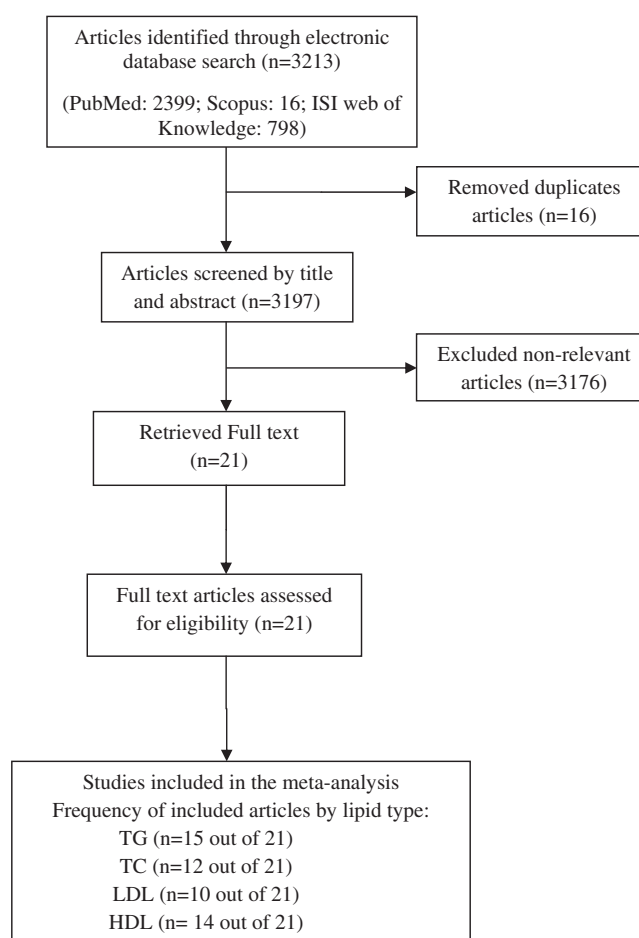 Articles identified through electronic
database search (n=3213)
(PubMed: 2399; Scopus: 16; ISI web of
Knowledge: 798)
Removed duplicates
articles (n=16)
Articles screened by title
and abstract (n=3197)
Excluded non-relevant
articles (n=3176)
Retrieved Full text
(n=21)
Full text articles assessed
for eligibility (n=21)
Studies included in the meta-analysis
Frequency of included articles by lipid type:
TG (n=15 out of 21)
TC (n=12 out of 21)
LDL (n=10 out of 21)
HDL (n= 14 out of 21)